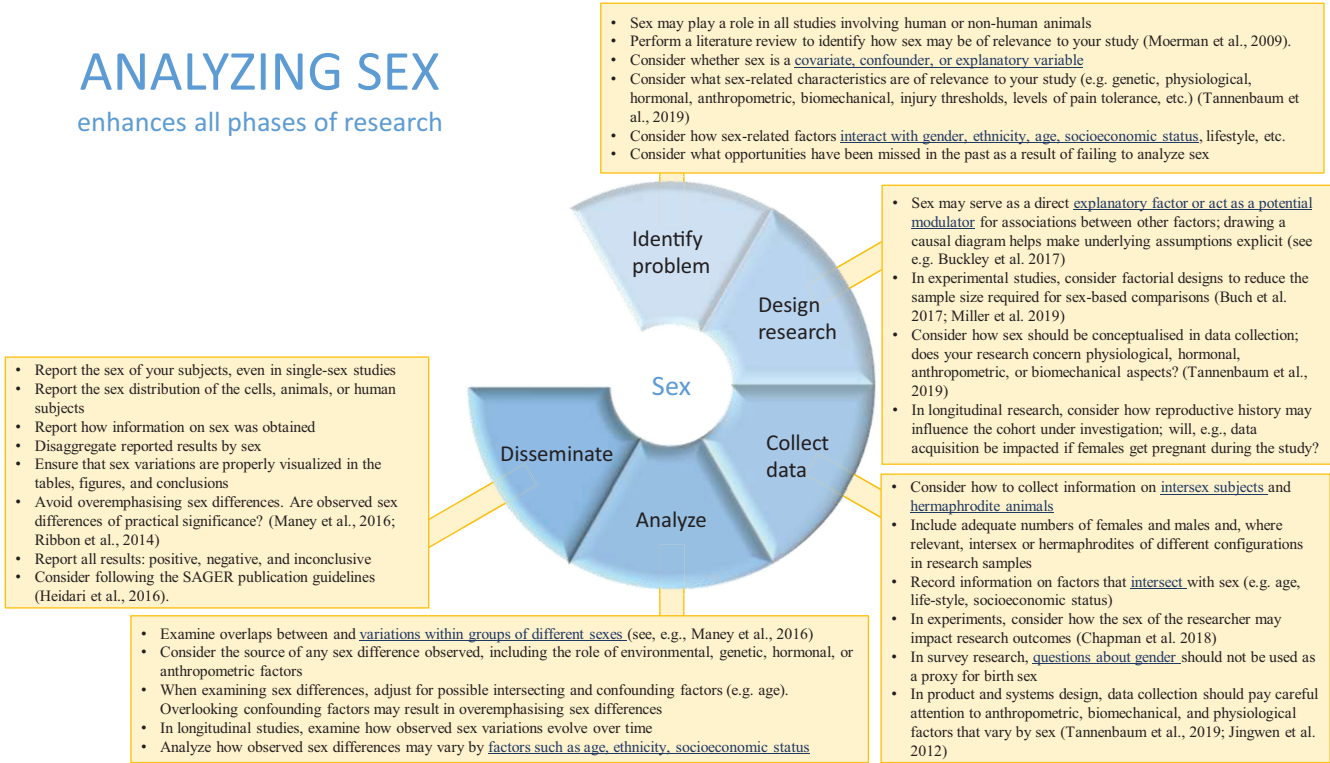 ANALYZING SEX
enhances all phases of research
• Sex may play a role in all studies involving human or non-human animals
• Perform a literature review to identify how sex may be of relevance to your study (Moerman et al., 2009).
• Consider whether sex is a covariate, confounder, or explanatory variable
• Consider what sex-related characteristics are of relevance to your study (e.g. genetic, physiological,
hormonal, anthropometric, biomechanical, injury thresholds, levels of pain tolerance, etc.) (Tannenbaum et
al., 2019)
• Consider how sex-related factors interact with gender, ethnicity, age, socioeconomic status, lifestyle, etc.
• Consider what opportunities have been missed in the past as a result of failing to analyze sex
Identify
problem
Design
research
Collect
data
Analyze
Disseminate
Sex
• Sex may serve as a direct explanatory factor or act as a potential
modulator for associations between other factors; drawing a
causal diagram helps make underlying assumptions explicit (see
e.g. Buckley et al. 2017)
• In experimental studies, consider factorial designs to reduce the
sample size required for sex-based comparisons (Buch et al.
2017; Miller et al. 2019)
• Consider how sex should be conceptualised in data collection;
does your research concern physiological, hormonal,
anthropometric, or biomechanical aspects? (Tannenbaum et al.,
2019)
• In longitudinal research, consider how reproductive history may
influence the cohort under investigation; will, e.g., data
acquisition be impacted if females get pregnant during the study?
• Consider how to collect information on intersex subjects and
hermaphrodite animals
• Include adequate numbers of females and males and, where
relevant, intersex or hermaphrodites of different configurations
in research samples
• Record information on factors that intersect with sex (e.g. age,
life-style, socioeconomic status)
• In experiments, consider how the sex of the researcher may
impact research outcomes (Chapman et al. 2018)
• In survey research, questions about gender should not be used as
a proxy for birth sex
• In product and systems design, data collection should pay careful
attention to anthropometric, biomechanical, and physiological
factors that vary by sex (Tannenbaum et al., 2019; Jingwen et al.
2012)
• Examine overlaps between and variations within groups of different sexes (see, e.g., Maney et al., 2016)
• Consider the source of any sex difference observed, including the role of environmental, genetic, hormonal, or
anthropometric factors
• When examining sex differences, adjust for possible intersecting and confounding factors (e.g. age).
Overlooking confounding factors may result in overemphasising sex differences
• In longitudinal studies, examine how observed sex variations evolve over time
• Analyze how observed sex differences may vary by factors such as age, ethnicity, socioeconomic status
• Report the sex of your subjects, even in single-sex studies
• Report the sex distribution of the cells, animals, or human
subjects
• Report how information on sex was obtained
• Disaggregate reported results by sex
• Ensure that sex variations are properly visualized in the
tables, figures, and conclusions
• Avoid overemphasising sex differences. Are observed sex
differences of practical significance? (Maney et al., 2016;
Ribbon et al., 2014)
• Report all results: positive, negative, and inconclusive
• Consider following the SAGER publication guidelines
(Heidari et al., 2016).